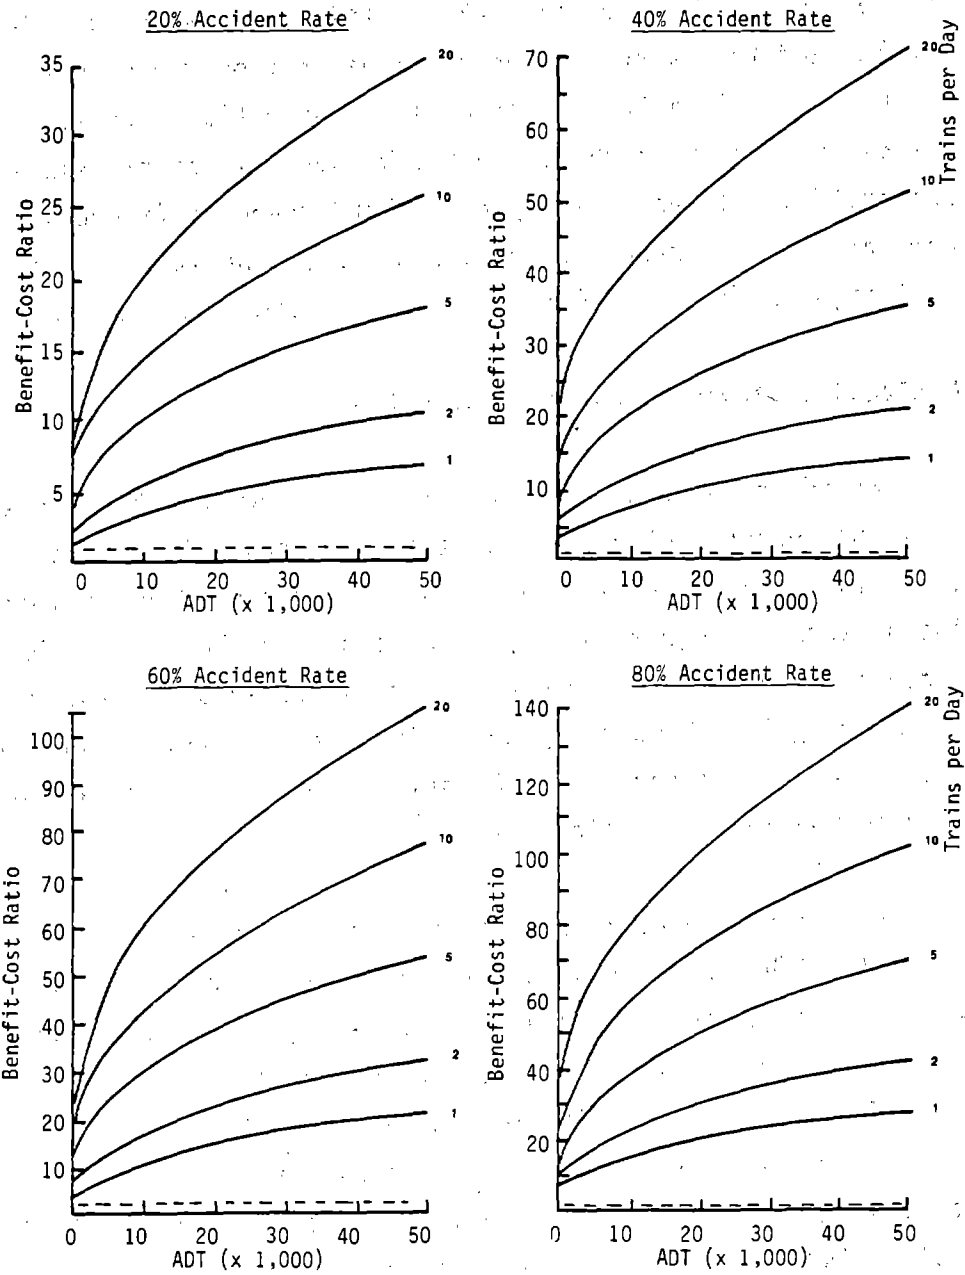 20% Accident Rate
35
30
25
20
15
10
5
Benefit-Cost Ratio
20
10
5
2
1
0 10 20 30 40 50
ADT (x 1,000)
40% Accident Rate
70
60
50
40
30
20
10
Benefit-Cost Ratio
20
10
5
2
1
Trains per Day
0 10 20 30 40 50
ADT (x 1,000)
60% Accident Rate
100
90
80
70
60
50
40
30
20
10
Benefit-Cost Ratio
20
10
5
2
1
0 10 20 30 40 50
ADT (x 1,000)
80% Accident Rate
140
120
100
80
60
40
20
Benefit-Cost Ratio
20
10
5
2
1
Trains per Day
0 10 20 30 40 50
ADT (x 1,000)